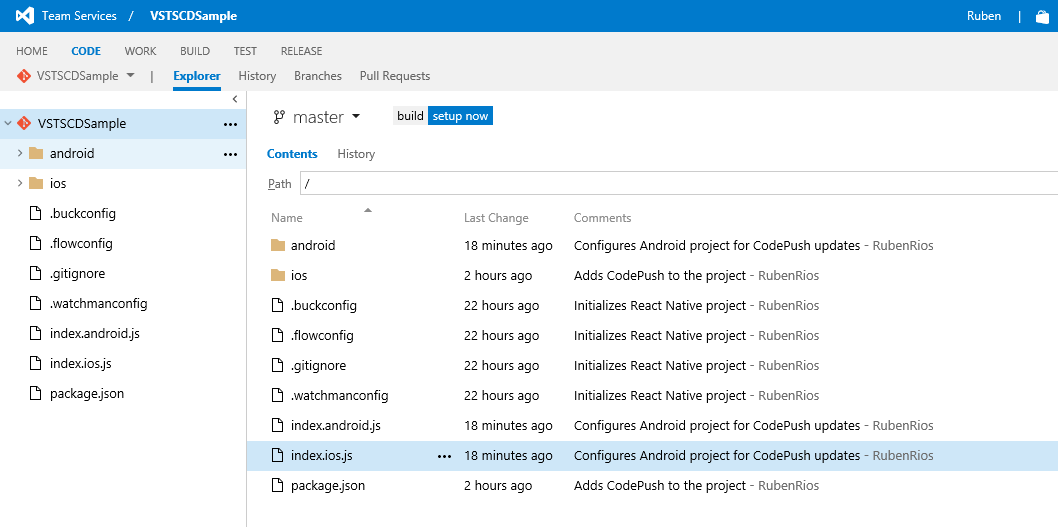 Team Services / VSTSCDSample Ruben |
HOME CODE WORK BUILD TEST RELEASE
VSTSCDSample | Explorer History Branches Pull Requests
VSTSCDSample ...
android ...
ios
.buckconfig
.flowconfig
.gitignore
.watchmanconfig
index.android.js
index.ios.js
package.json
master build setup now
Contents History
Path /
Name Last Change Comments
android 18 minutes ago Configures Android project for CodePush updates - RubenRios
ios 2 hours ago Adds CodePush to the project - RubenRios
.buckconfig 22 hours ago Initializes React Native project - RubenRios
.flowconfig 22 hours ago Initializes React Native project - RubenRios
.gitignore 22 hours ago Initializes React Native project - RubenRios
.watchmanconfig 22 hours ago Initializes React Native project - RubenRios
index.android.js 18 minutes ago Configures Android project for CodePush updates - RubenRios
index.ios.js ... 18 minutes ago Configures Android project for CodePush updates - RubenRios
package.json 2 hours ago Adds CodePush to the project - RubenRios